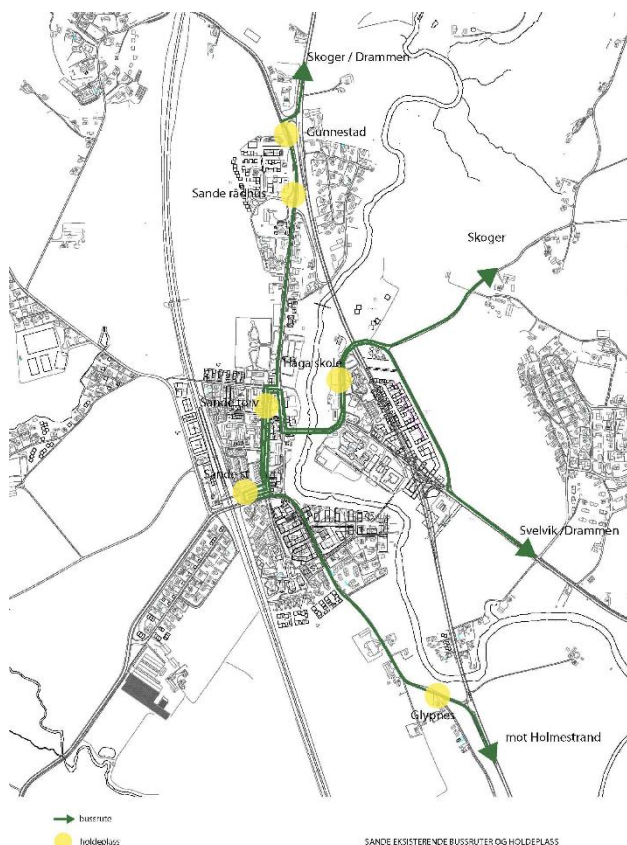 Skoger / Drammen
Gunnestad
Sande rådhus
Skoger
Haga skole
Sande torv
Sande st
Svelvik /Drammen
Glypnes
mot Holmestrand
bussrute
holdeplass
SANDE EKSISTERENDE BUSSRUTER OG HOLDEPLASS